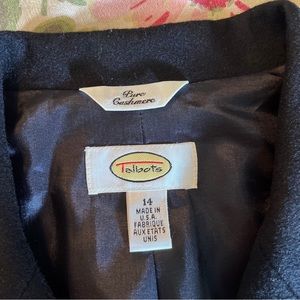 Pure
Cashmere
Talbots
14
MADE IN
U.S.A.
FABRIQUE
AUX ETATS
UNIS